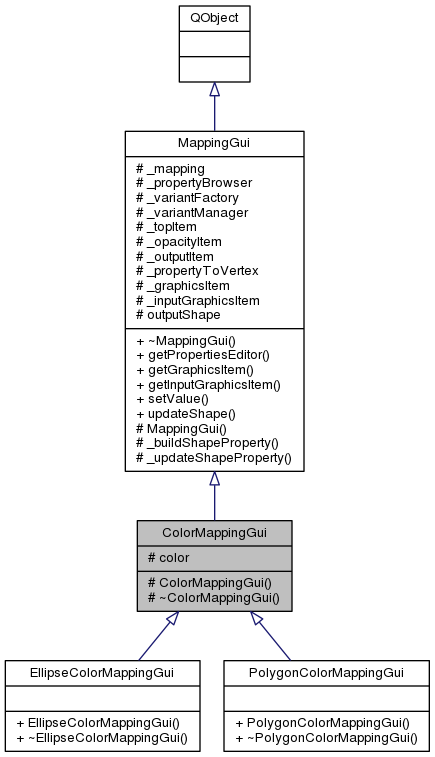 QObject
MappingGui
# _mapping
# _propertyBrowser
# _variantFactory
# _variantManager
# _topItem
# _opacityItem
# _outputItem
# _propertyToVertex
# _graphicsItem
# _inputGraphicsItem
# outputShape
+ ~MappingGui()
+ getPropertiesEditor()
+ getGraphicsItem()
+ getInputGraphicsItem()
+ setValue()
+ updateShape()
# MappingGui()
# _buildShapeProperty()
# _updateShapeProperty()
ColorMappingGui
# color
# ColorMappingGui()
# ~ColorMappingGui()
EllipseColorMappingGui
+ EllipseColorMappingGui()
+ ~EllipseColorMappingGui()
PolygonColorMappingGui
+ PolygonColorMappingGui()
+ ~PolygonColorMappingGui()